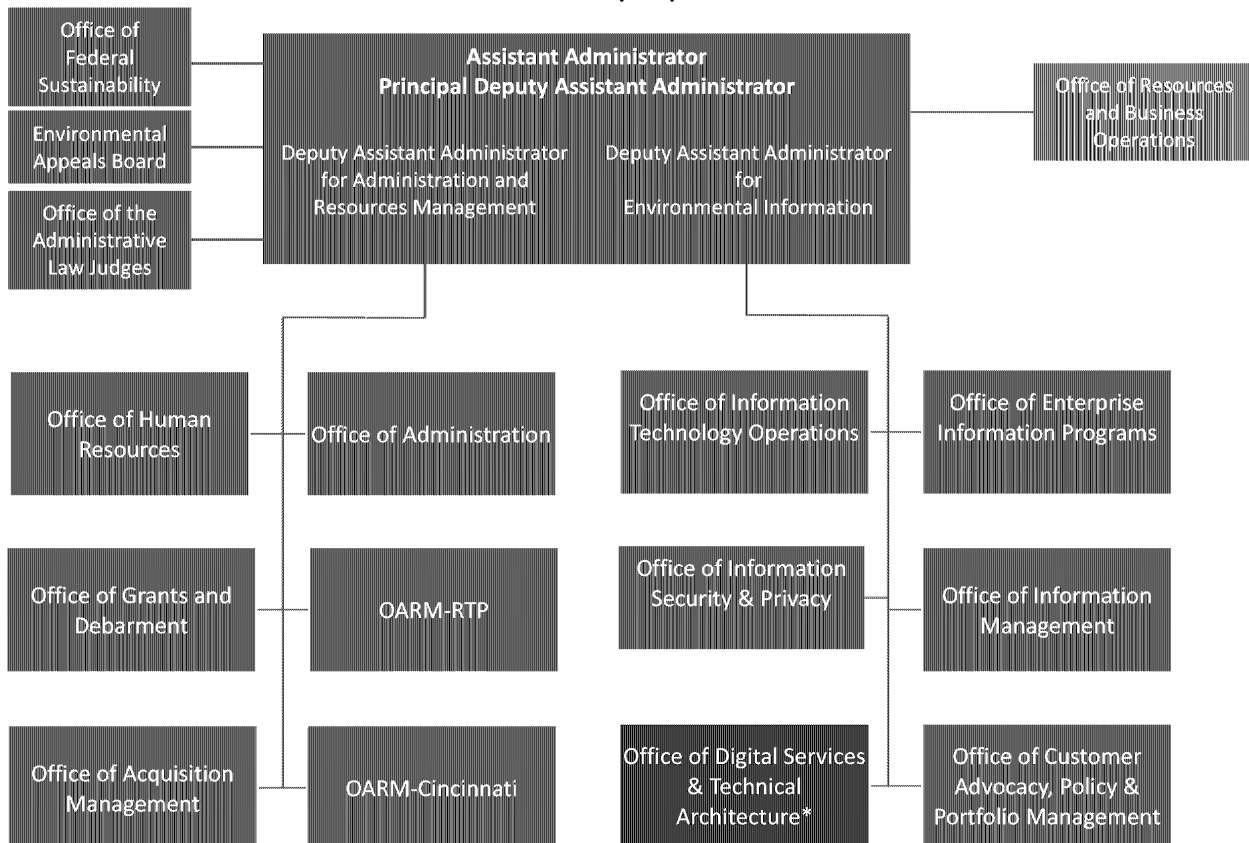 Office of
Federal
Sustainability
Environmental
Appeals Board
Office of the
Administrative
Law Judges
Assistant Administrator
Principal Deputy Assistant Administrator
Deputy Assistant Administrator
for Administration and
Resources Management
Deputy Assistant Administrator
for
Environmental Information
Office of Resources
and Business
Operations
Office of Human
Resources
Office of Administration
Office of Information
Technology Operations
Office of Enterprise
Information Programs
Office of Grants and
Debarment
OARM-RTP
Office of Information
Security & Privacy
Office of Information
Management
Office of Acquisition
Management
OARM-Cincinnati
Office of Digital Services
& Technical
Architecture*
Office of Customer
Advocacy, Policy &
Portfolio Management